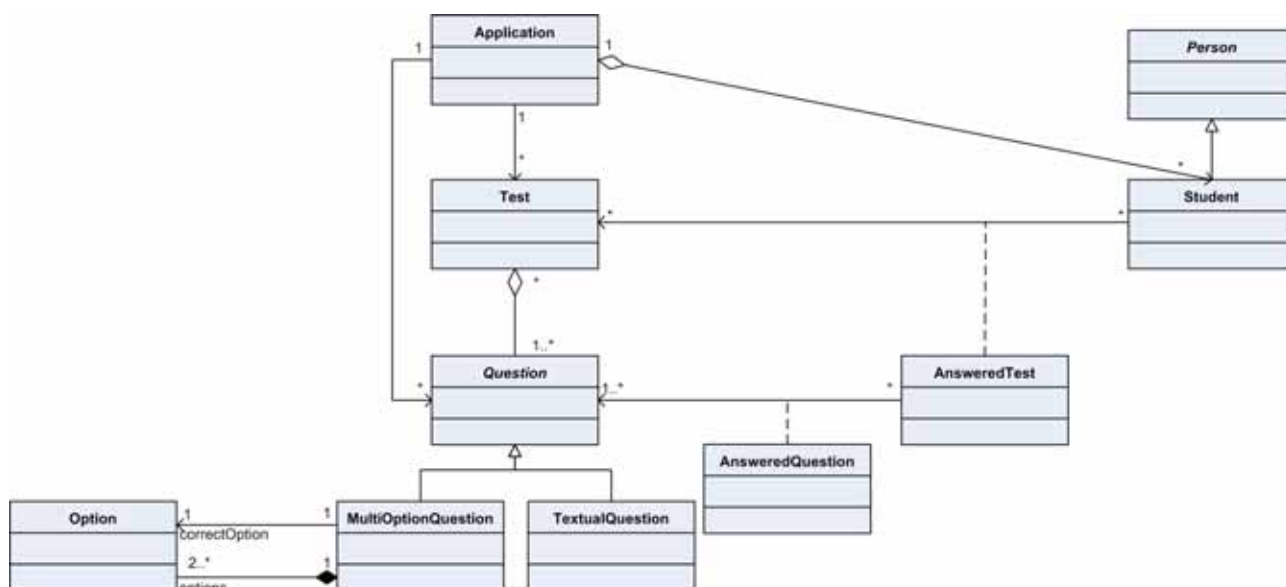 Application
1
1
Person
1
*
*
Test
Student
*
*
*
1..*
Question
AnsweredTest
*
1..*
*
AnsweredQuestion
Option
MultiOptionQuestion
TextualQuestion
1
1
correctOption
2..*
1
options